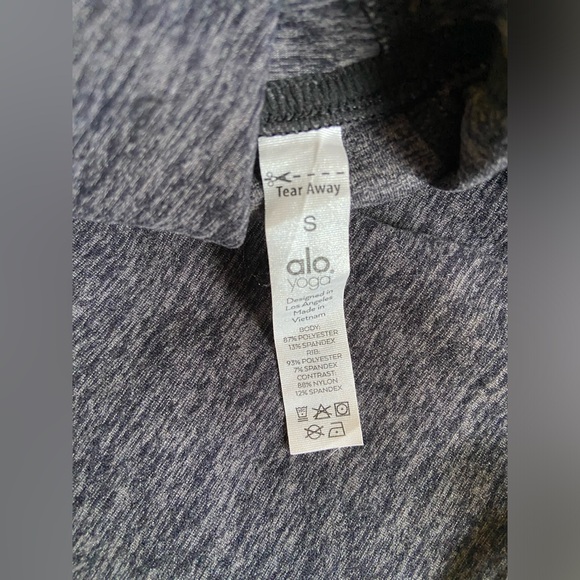 Tear Away
S
alo.
yoga
Designed in
Los Angeles
Made in
Vietnam
BODY:
87% POLYESTER
13% SPANDEX
RIB:
93% POLYESTER
7% SPANDEX
CONTRAST:
88% NYLON
12% SPANDEX